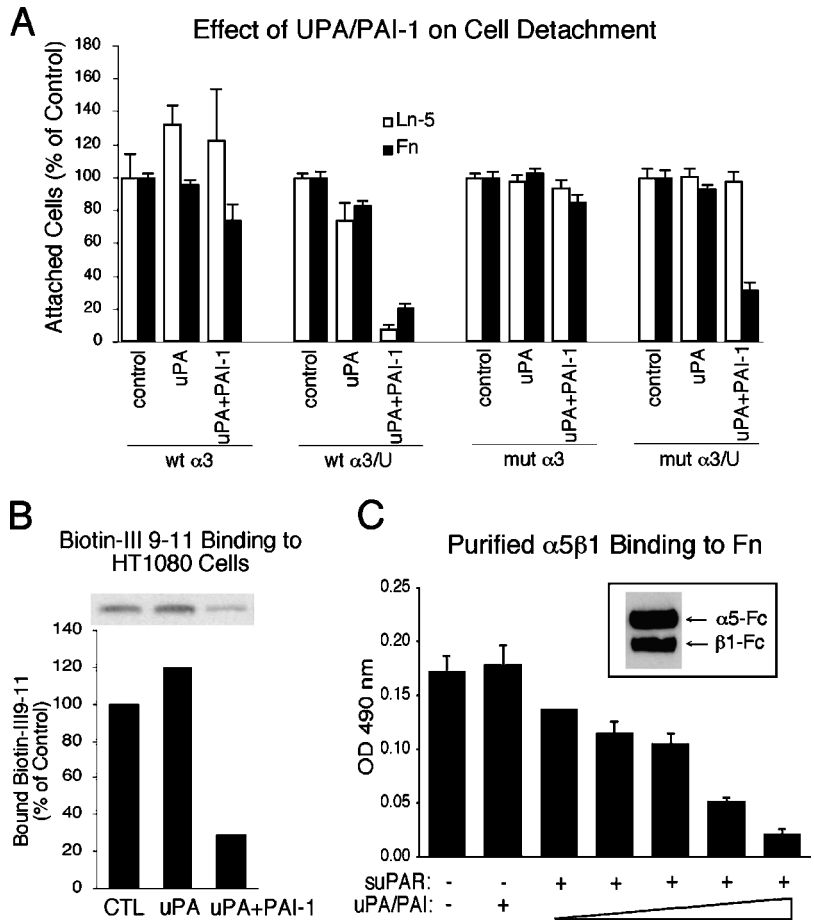 A
Effect of UPA/PAI-1 on Cell Detachment
Attached Cells (% of Control)
180
160
140
120
100
80
60
40
20
0
Ln-5
Fn
control
uPA
uPA+PAI-1
control
uPA
uPA+PAI-1
control
uPA
uPA+PAI-1
control
uPA
uPA+PAI-1
wt α3
wt α3/U
mut α3
mut α3/U
B
Biotin-III 9-11 Binding to
HT1080 Cells
Bound Biotin-III9-11
(% of Control)
140
120
100
80
60
40
20
0
CTL uPA uPA+PAI-1
C
Purified α5β1 Binding to Fn
OD 490 nm
0.25
0.20
0.15
0.10
0.05
0.00
α5-Fc
β1-Fc
suPAR: - - + + + + +
uPA/PAI: - +